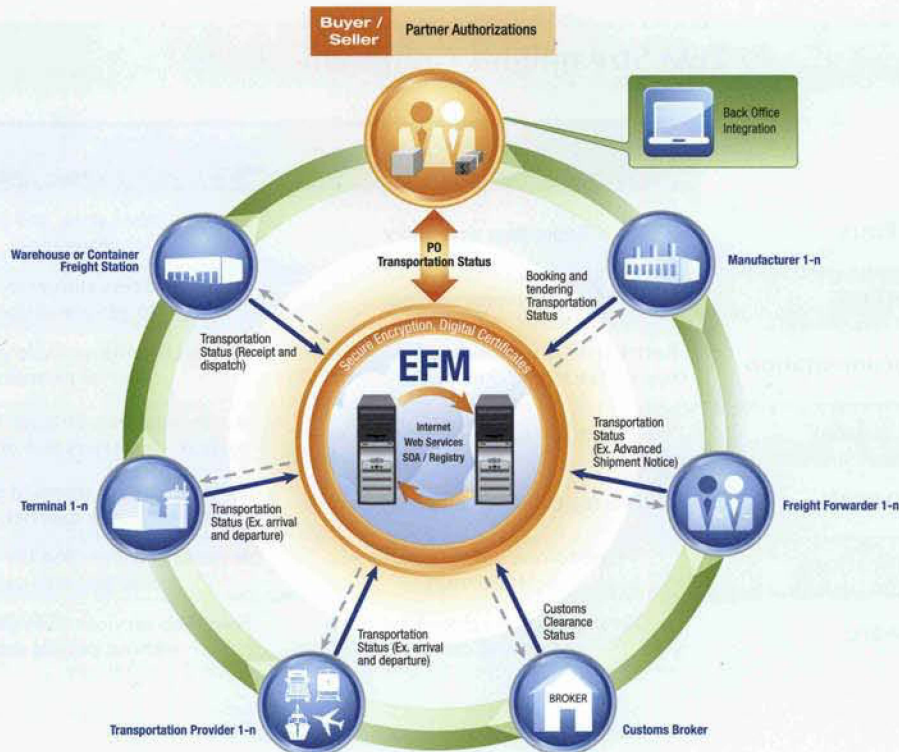 Buyer /
Seller
Partner Authorizations
Back Office
Integration
Warehouse or Container
Freight Station
PO
Transportation Status
Booking and
tendering
Transportation
Status
Manufacturer 1-n
Transportation
Status (Receipt and
dispatch)
Secure Encryption, Digital Certificates
EFM
Internet
Web Services
SOA / Registry
Transportation
Status
(Ex. Advanced
Shipment Notice)
Terminal 1-n
Transportation
Status (Ex. arrival
and departure)
Freight Forwarder 1-n
Transportation
Status (Ex. arrival
and departure)
Customs
Clearance
Status
BROKER
Transportation Provider 1-n
Customs Broker